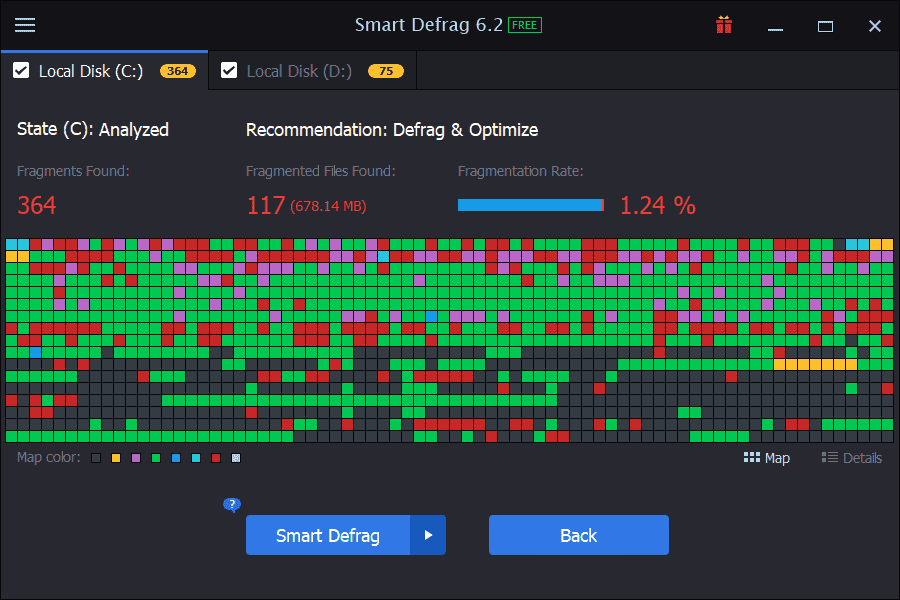 Smart Defrag 6.2 FREE
Local Disk (C:) 364 Local Disk (D:) 75
State (C): Analyzed Recommendation: Defrag & Optimize
Fragments Found: Fragmented Files Found: Fragmentation Rate:
364 117 (678.14 MB) 1.24 %
Map color: Map Details
?
Smart Defrag Back